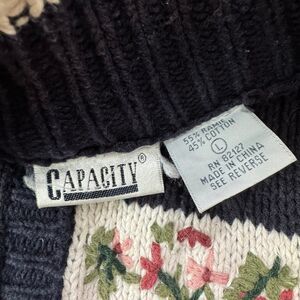 CAPACITY®
55% RAMIE
45% COTTON
L
RN 82127
MADE IN CHINA
SEE REVERSE